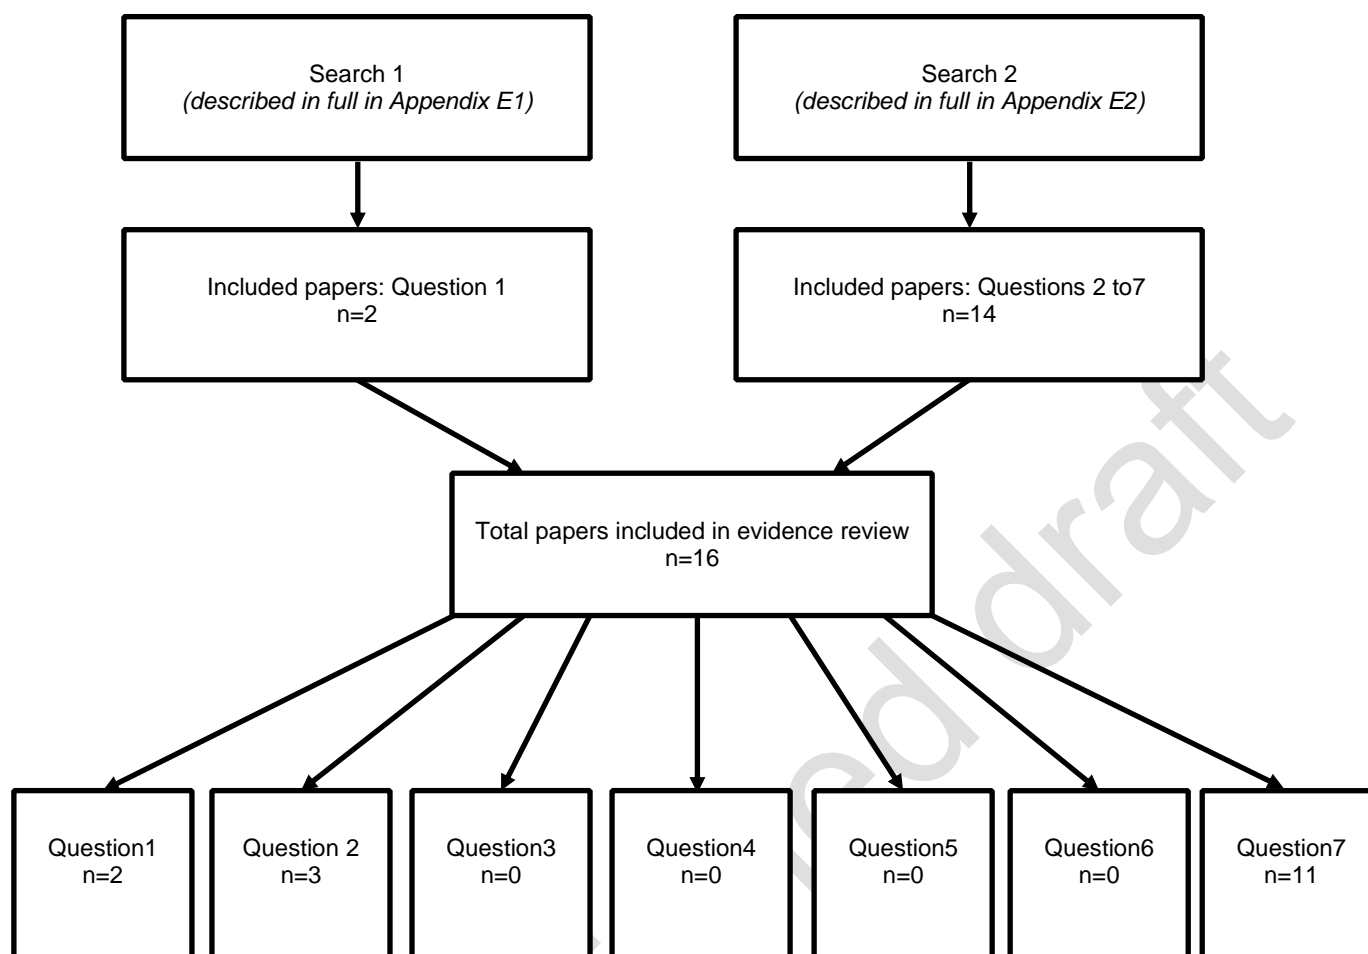 Search 1
(described in full in Appendix E1)
Search 2
(described in full in Appendix E2)
Included papers: Question 1
n=2
Included papers: Questions 2 to7
n=14
Total papers included in evidence review
n=16
Question1
n=2
Question 2
n=3
Question3
n=0
Question4
n=0
Question5
n=0
Question6
n=0
Question7
n=11
draft